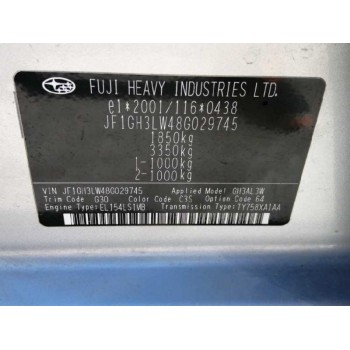 FUJI HEAVY INDUSTRIES LTD.
e1*2001/116*0438
JF1GH3LW48G029745
1850kg
3350kg
1-1000kg
2-1000kg
VIN JF1GH3LW48G029745 Applied Model GH3AL3W
Trim Code G30 Color Code C3S Option Code 64
Engine Type: EL154LS1MB Transmission Type: TY758XA1AA